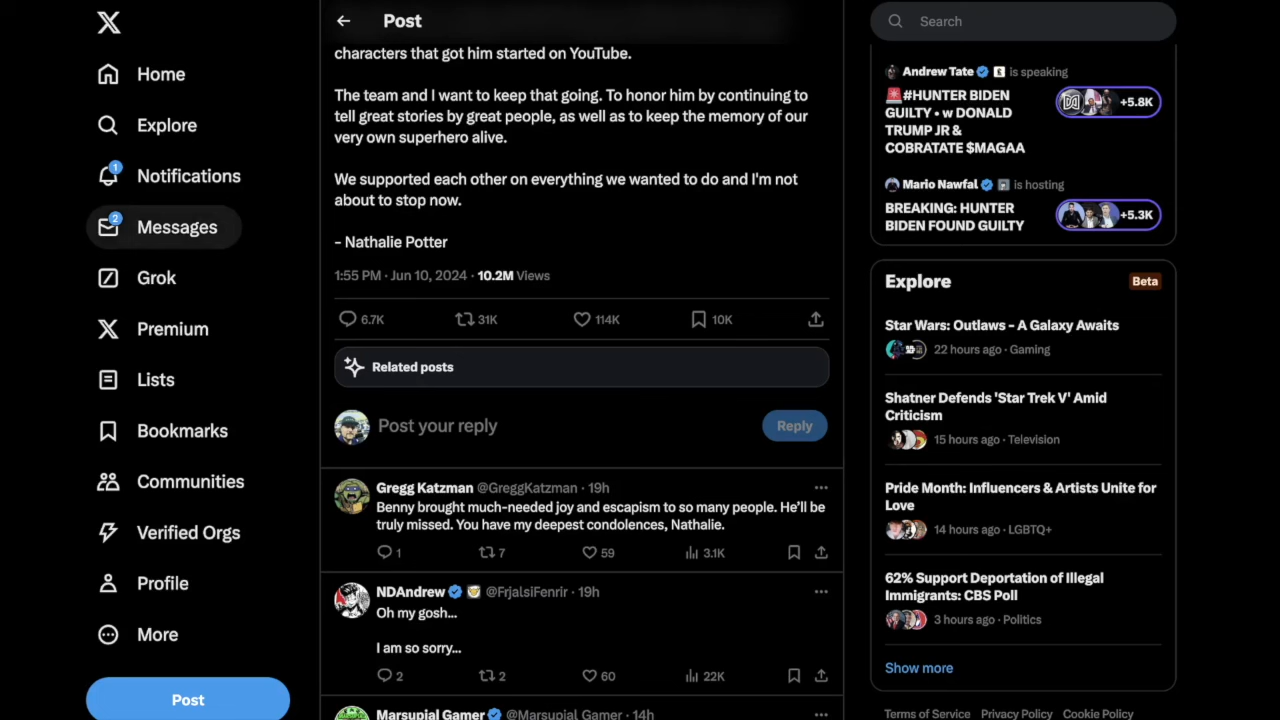 Home
Explore
1
Notifications
2
Messages
Grok
Premium
Lists
Bookmarks
Communities
Verified Orgs
Profile
More
Post
Post
characters that got him started on YouTube.
The team and I want to keep that going. To honor him by continuing to
tell great stories by great people, as well as to keep the memory of our
very own superhero alive.
We supported each other on everything we wanted to do and I'm not
about to stop now.
- Nathalie Potter
1:55 PM · Jun 10, 2024 · 10.2M Views
6.7K 31K 114K 10K
Related posts
Post your reply
Reply
Gregg Katzman @GreggKatzman · 19h
Benny brought much-needed joy and escapism to so many people. He'll be
truly missed. You have my deepest condolences, Nathalie.
1 7 59 3.1K
NDAndrew @FrjalsiFenrir · 19h
Oh my gosh...
I am so sorry...
2 2 60 22K
Marsupial Gamer @Marsupial_Gamer · 14h
Search
Andrew Tate is speaking
🚨#HUNTER BIDEN
GUILTY • w DONALD
TRUMP JR &
COBRATATE $MAGAA
+5.8K
Mario Nawfal is hosting
BREAKING: HUNTER
BIDEN FOUND GUILTY
+5.3K
Explore
Beta
Star Wars: Outlaws - A Galaxy Awaits
22 hours ago · Gaming
Shatner Defends 'Star Trek V' Amid
Criticism
15 hours ago · Television
Pride Month: Influencers & Artists Unite for
Love
14 hours ago · LGBTQ+
62% Support Deportation of Illegal
Immigrants: CBS Poll
3 hours ago · Politics
Show more
Terms of Service Privacy Policy Cookie Policy